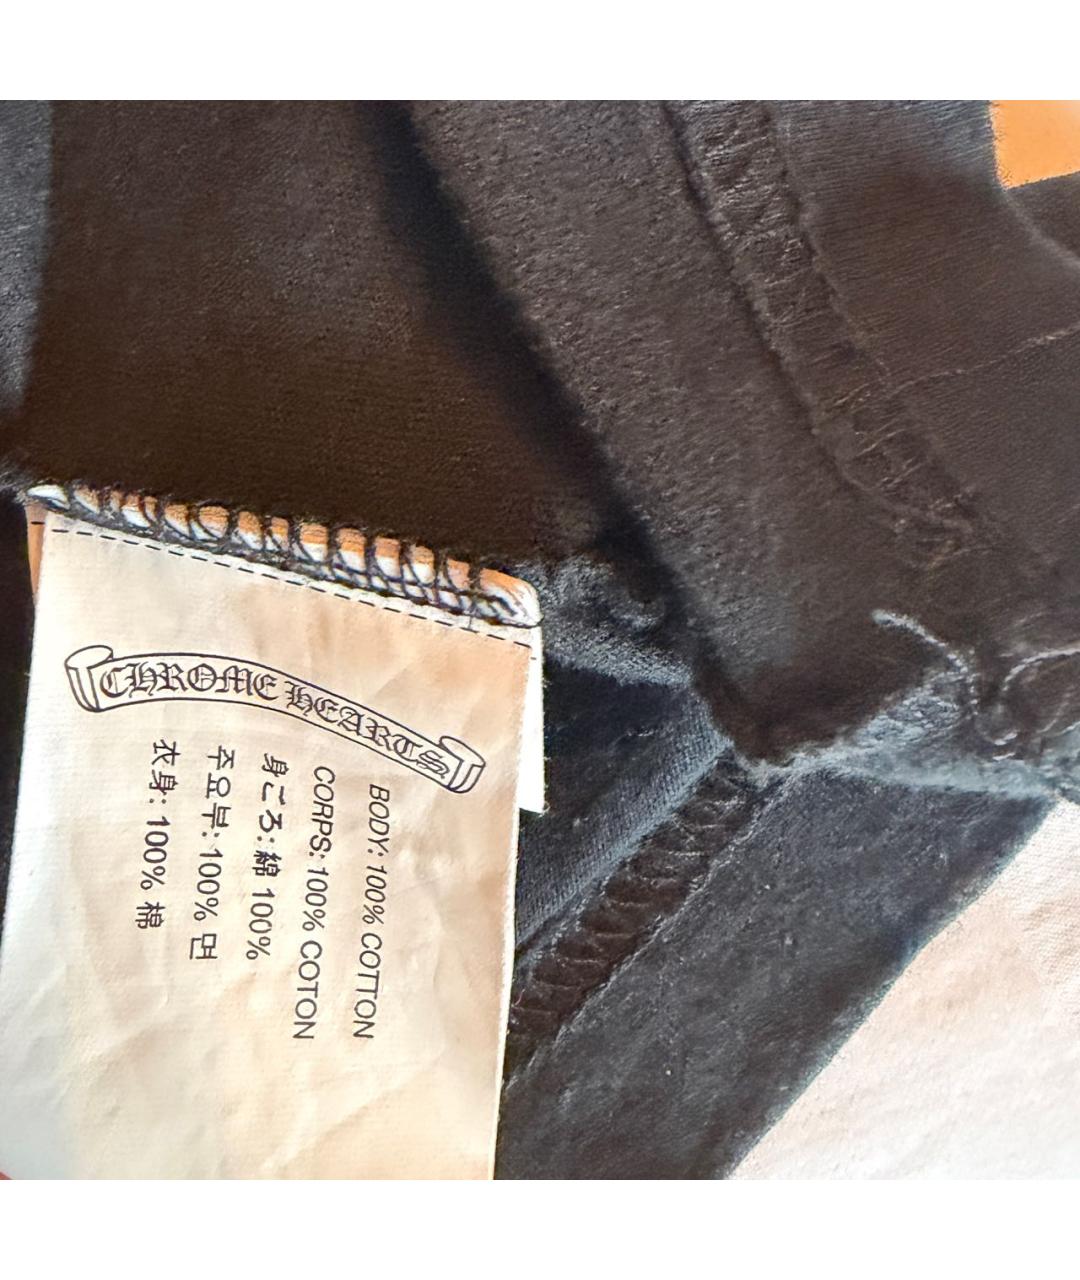 CHROME HEARTS
BODY: 100% COTTON
CORPS: 100% COTON
身ごろ: 綿 100%
주요부: 100% 면
衣身: 100% 棉